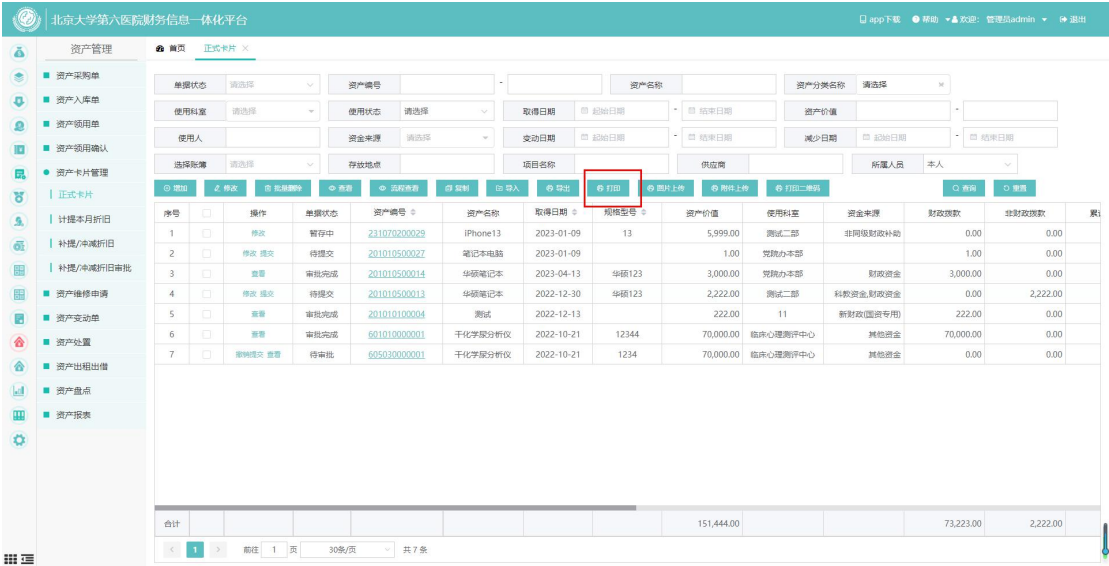 北京大学第六医院财务信息一体化平台 app下载 帮助 欢迎: 管理员admin 退出
资产管理 首页 正式卡片 ×
资产采购单
资产入库单
资产领用单
资产领用确认
资产卡片管理
正式卡片
计提本月折旧
补提/冲减折旧
补提/冲减折旧审批
资产维修申请
资产变动单
资产处置
资产出租出借
资产盘点
资产报表
单据状态 请选择 资产编号 - 资产名称 资产分类名称 请选择 ×
使用科室 请选择 使用状态 请选择 取得日期 起始日期 - 结束日期 资产价值 -
使用人 资金来源 请选择 变动日期 起始日期 - 结束日期 减少日期 起始日期 - 结束日期
选择账簿 请选择 存放地点 项目名称 供应商 所属人员 本人
增加 修改 批量删除 查看 流程查看 复制 导入 导出 打印 图片上传 附件上传 打印二维码 查询 重置
序号 操作 单据状态 资产编号 资产名称 取得日期 规格型号 资产价值 使用科室 资金来源 财政拨款 非财政拨款 累
1 修改 暂存中 231070200029 iPhone13 2023-01-09 13 5,999.00 测试二部 非同级财政补助 0.00 0.00
2 修改 提交 待提交 201010500027 笔记本电脑 2023-01-09 1.00 党院办本部 1.00 0.00
3 查看 审批完成 201010500014 华硕笔记本 2023-04-13 华硕123 3,000.00 党院办本部 财政资金 3,000.00 0.00
4 修改 提交 待提交 201010500013 华硕笔记本 2022-12-30 华硕123 2,222.00 测试二部 科教资金,财政资金 0.00 2,222.00
5 查看 审批完成 201010100004 测试 2022-12-13 222.00 11 新财政(国资专用) 222.00 0.00
6 查看 审批完成 601010000001 干化学尿分析仪 2022-10-21 12344 70,000.00 临床心理测评中心 其他资金 70,000.00 0.00
7 撤销提交 查看 待审批 605030000001 干化学尿分析仪 2022-10-21 1234 70,000.00 临床心理测评中心 其他资金 0.00 0.00
合计 151,444.00 73,223.00 2,222.00
< 1 > 前往 1 页 30条/页 共 7 条